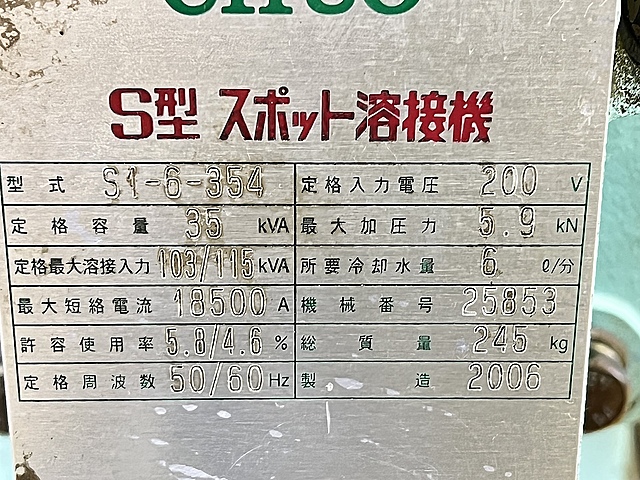 S型 スポット溶接機
型式 S1-6-354 定格入力電圧 200 V
定格容量 35 kVA 最大加圧力 5.9 kN
定格最大溶接入力 103/115 kVA 所要冷却水量 6 ℓ/分
最大短絡電流 18500 A 機械番号 25853
許容使用率 5.8/4.6 % 総質量 245 kg
定格周波数 50/60 Hz 製造 2006